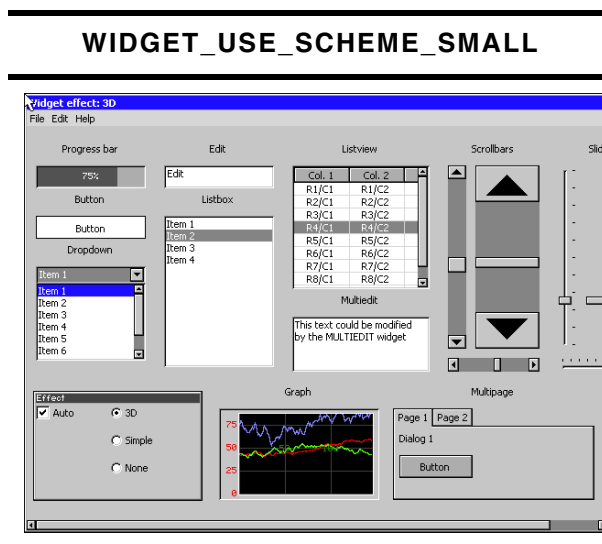 WIDGET_USE_SCHEME_SMALL
Widget effect: 3D
File Edit Help
Progress bar
75%
Button
Button
Dropdown
Item 1
Item 1
Item 2
Item 3
Item 4
Item 5
Item 6
Edit
Edit
Listbox
Item 1
Item 2
Item 3
Item 4
Listview
Col. 1 Col. 2
R1/C1 R1/C2
R2/C1 R2/C2
R3/C1 R3/C2
R4/C1 R4/C2
R5/C1 R5/C2
R6/C1 R6/C2
R7/C1 R7/C2
R8/C1 R8/C2
Multiedit
This text could be modified
by the MULTIEDIT widget
Scrollbars
Slid
Effect
Auto
3D
Simple
None
Graph
75
50
25
0
50 100
Multipage
Page 1 Page 2
Dialog 1
Button